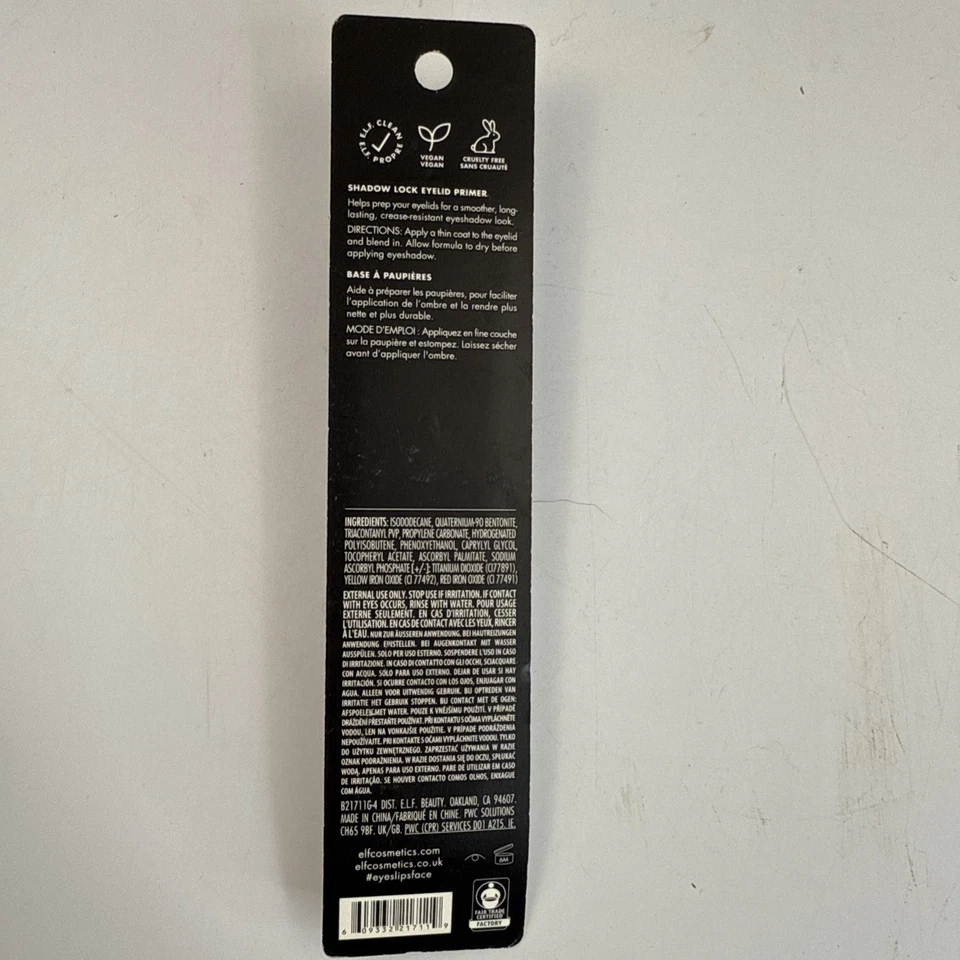 E.L.F. CLEAN
E.L.F. PROPRE
VEGAN
VÉGAN
CRUELTY FREE
SANS CRUAUTÉ
SHADOW LOCK EYELID PRIMER
Helps prep your eyelids for a smoother, long-
lasting, crease-resistant eyeshadow look.
DIRECTIONS: Apply a thin coat to the eyelid
and blend in. Allow formula to dry before
applying eyeshadow.
BASE À PAUPIÈRES
Aide à préparer les paupières, pour faciliter
l'application de l'ombre et la rendre plus
nette et plus durable.
MODE D'EMPLOI : Appliquez en fine couche
sur la paupière et estompez. Laissez sécher
avant d'appliquer l'ombre.
INGREDIENTS: ISODODECANE, QUATERNIUM-90 BENTONITE,
TRIACONTANYL PVP, PROPYLENE CARBONATE, HYDROGENATED
POLYISOBUTENE, PHENOXYETHANOL, CAPRYLYL GLYCOL,
TOCOPHERYL ACETATE, ASCORBYL PALMITATE, SODIUM
ASCORBYL PHOSPHATE [+/-]: TITANIUM DIOXIDE (CI77891),
YELLOW IRON OXIDE (CI 77492), RED IRON OXIDE (CI 77491)
EXTERNAL USE ONLY. STOP USE IF IRRITATION. IF CONTACT
WITH EYES OCCURS, RINSE WITH WATER. POUR USAGE
EXTERNE SEULEMENT. EN CAS D'IRRITATION, CESSER
L'UTILISATION. EN CAS DE CONTACT AVEC LES YEUX, RINCER
À L'EAU. NUR ZUR ÄUSSEREN ANWENDUNG. BEI HAUTREIZUNGEN
ANWENDUNG EINSTELLEN. BEI AUGENKONTAKT MIT WASSER
AUSSPÜLEN. SOLO PER USO ESTERNO. SOSPENDERE L'USO IN CASO
DI IRRITAZIONE. IN CASO DI CONTATTO CON GLI OCCHI, SCIACQUARE
CON ACQUA. SÓLO PARA USO EXTERNO. DEJAR DE USAR SI HAY
IRRITACIÓN. SI OCURRE CONTACTO CON LOS OJOS, ENJUAGAR CON
AGUA. ALLEEN VOOR UITWENDIG GEBRUIK. BIJ OPTREDEN VAN
IRRITATIE HET GEBRUIK STOPPEN. BIJ CONTACT MET DE OGEN:
AFSPOELEN MET WATER. POUZE K VNĚJŠÍMU POUŽITÍ. V PŘÍPADĚ
DRÁŽDĚNÍ PŘESTAŇTE POUŽÍVAT. PŘI KONTAKTU S OČIMA VYPLÁCHNĚTE
VODOU. LEN NA VONKAJŠIE POUŽITIE. V PRÍPADE PODRÁŽDENIA
NEPOUŽÍVAJTE. PRI KONTAKTE S OČAMI VYPLÁCHNITE VODOU. TYLKO
DO UŻYTKU ZEWNĘTRZNEGO. ZAPRZESTAĆ UŻYWANIA W RAZIE
OZNAK PODRAŻNIENIA. W RAZIE DOSTANIA SIĘ DO OCZU, SPŁUKAĆ
WODĄ. APENAS PARA USO EXTERNO. PARE DE UTILIZAR EM CASO
DE IRRITAÇÃO. SE HOUVER CONTACTO COM OS OLHOS, ENXAGUE
COM ÁGUA.
B21711G-4 DIST. E.L.F. BEAUTY. OAKLAND, CA 94607.
MADE IN CHINA/FABRIQUÉ EN CHINE. PWC SOLUTIONS
CH65 9BF. UK/GB. PWC (CPR) SERVICES D01 A2T5. IE.
elfcosmetics.com
elfcosmetics.co.uk
#eyeslipsface
6M
FAIR TRADE
CERTIFIED
FACTORY
6 09332 21711 9